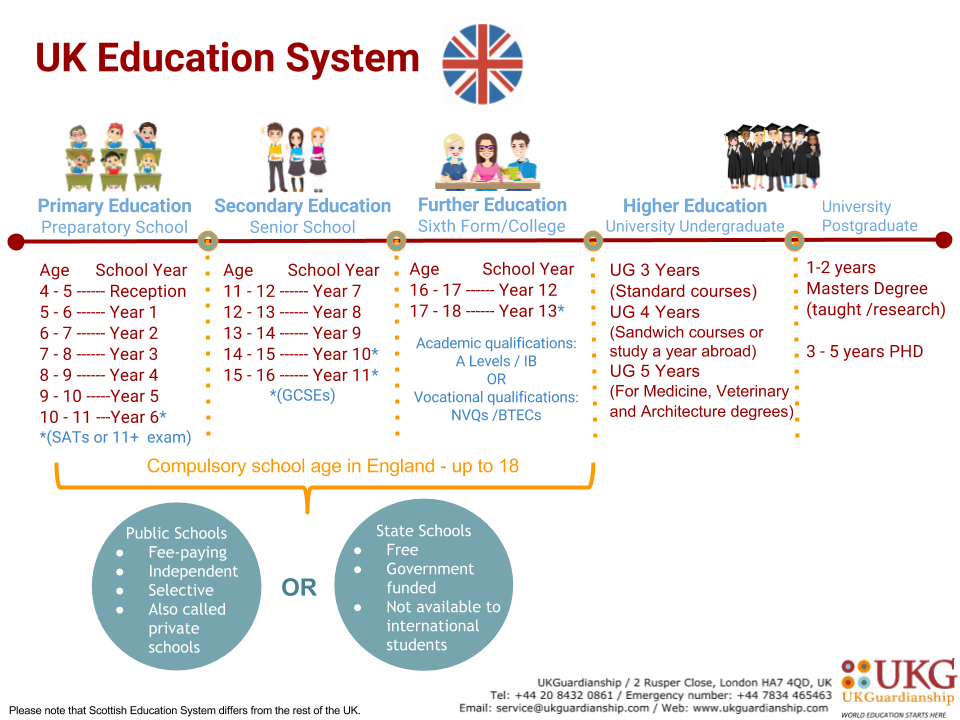 UK Education System
Primary Education
Preparatory School
Secondary Education
Senior School
Further Education
Sixth Form/College
Higher Education
University Undergraduate
University
Postgraduate
Age School Year
4 - 5 ------ Reception
5 - 6 ------ Year 1
6 - 7 ------ Year 2
7 - 8 ------ Year 3
8 - 9 ------ Year 4
9 - 10 -----Year 5
10 - 11 ---Year 6*
*(SATs or 11+ exam)
Age School Year
11 - 12 ------ Year 7
12 - 13 ------ Year 8
13 - 14 ------ Year 9
14 - 15 ------ Year 10*
15 - 16 ------ Year 11*
*(GCSEs)
Age School Year
16 - 17 ------ Year 12
17 - 18 ------ Year 13*
Academic qualifications:
A Levels / IB
OR
Vocational qualifications:
NVQs /BTECs
UG 3 Years
(Standard courses)
UG 4 Years
(Sandwich courses or
study a year abroad)
UG 5 Years
(For Medicine, Veterinary
and Architecture degrees)
1-2 years
Masters Degree
(taught /research)
3 - 5 years PHD
Compulsory school age in England - up to 18
Public Schools
● Fee-paying
● Independent
● Selective
● Also called
private
schools
OR
State Schools
● Free
● Government
funded
● Not available to
international
students
UKGuardianship / 2 Rusper Close, London HA7 4QD, UK
Tel: +44 20 8432 0861 / Emergency number: +44 7834 465463
Email: service@ukguardianship.com / Web: www.ukguardianship.com
UKG
UKGuardianship
WORLD EDUCATION STARTS HERE
Please note that Scottish Education System differs from the rest of the UK.